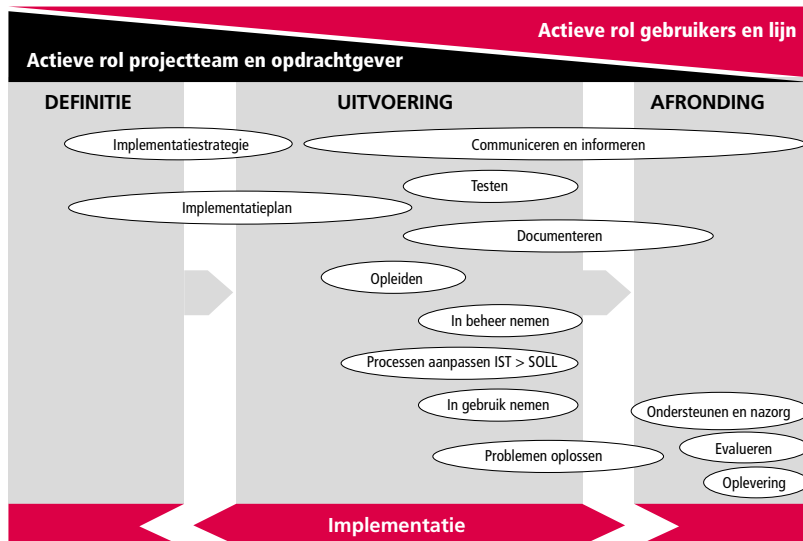 Actieve rol gebruikers en lijn
Actieve rol projectteam en opdrachtgever
DEFINITIE
UITVOERING
AFRONDING
Implementatiestrategie
Communiceren en informeren
Testen
Implementatieplan
Documenteren
Opleiden
In beheer nemen
Processen aanpassen IST > SOLL
In gebruik nemen
Ondersteunen en nazorg
Problemen oplossen
Evalueren
Oplevering
Implementatie